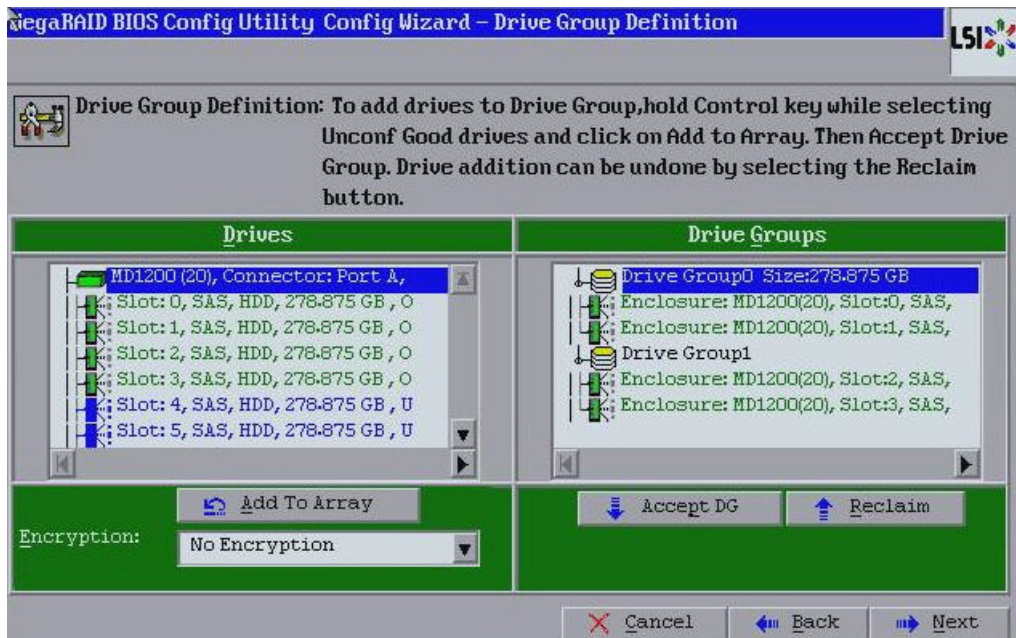 MegaRAID BIOS Config Utility Config Wizard – Drive Group Definition
LSI
Drive Group Definition: To add drives to Drive Group,hold Control key while selecting
Unconf Good drives and click on Add to Array. Then Accept Drive
Group. Drive addition can be undone by selecting the Reclaim
button.
Drives
MD1200 (20), Connector: Port A,
Slot: 0, SAS, HDD, 278.875 GB , O
Slot: 1, SAS, HDD, 278.875 GB , O
Slot: 2, SAS, HDD, 278.875 GB , O
Slot: 3, SAS, HDD, 278.875 GB , O
Slot: 4, SAS, HDD, 278.875 GB , U
Slot: 5, SAS, HDD, 278.875 GB , U
Add To Array
Encryption:
No Encryption
Drive Groups
Drive Group0 Size:278.875 GB
Enclosure: MD1200(20), Slot:0, SAS,
Enclosure: MD1200(20), Slot:1, SAS,
Drive Group1
Enclosure: MD1200(20), Slot:2, SAS,
Enclosure: MD1200(20), Slot:3, SAS,
Accept DG
Reclaim
Cancel
Back
Next